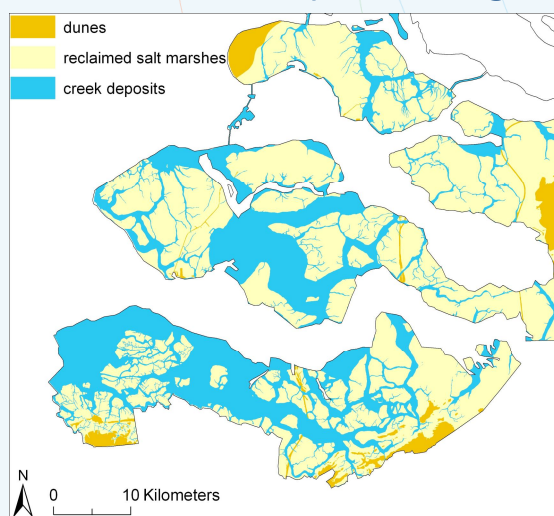 dunes
reclaimed salt marshes
creek deposits
N
0 10 Kilometers